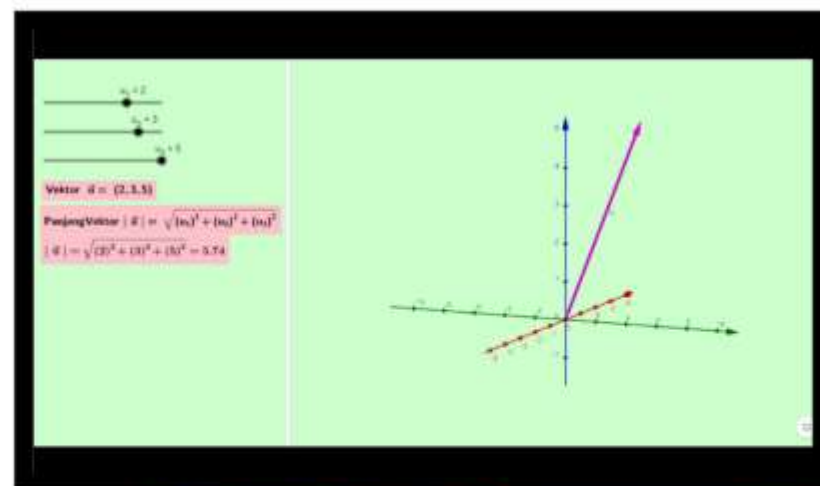 u₁ = 2
u₂ = 3
u₃ = 5
Vektor u⃗ = (2, 3, 5)
PanjangVektor | u⃗ | = √(u₁)² + (u₂)² + (u₃)²
| u⃗ | = √(2)² + (3)² + (5)² = 5.74